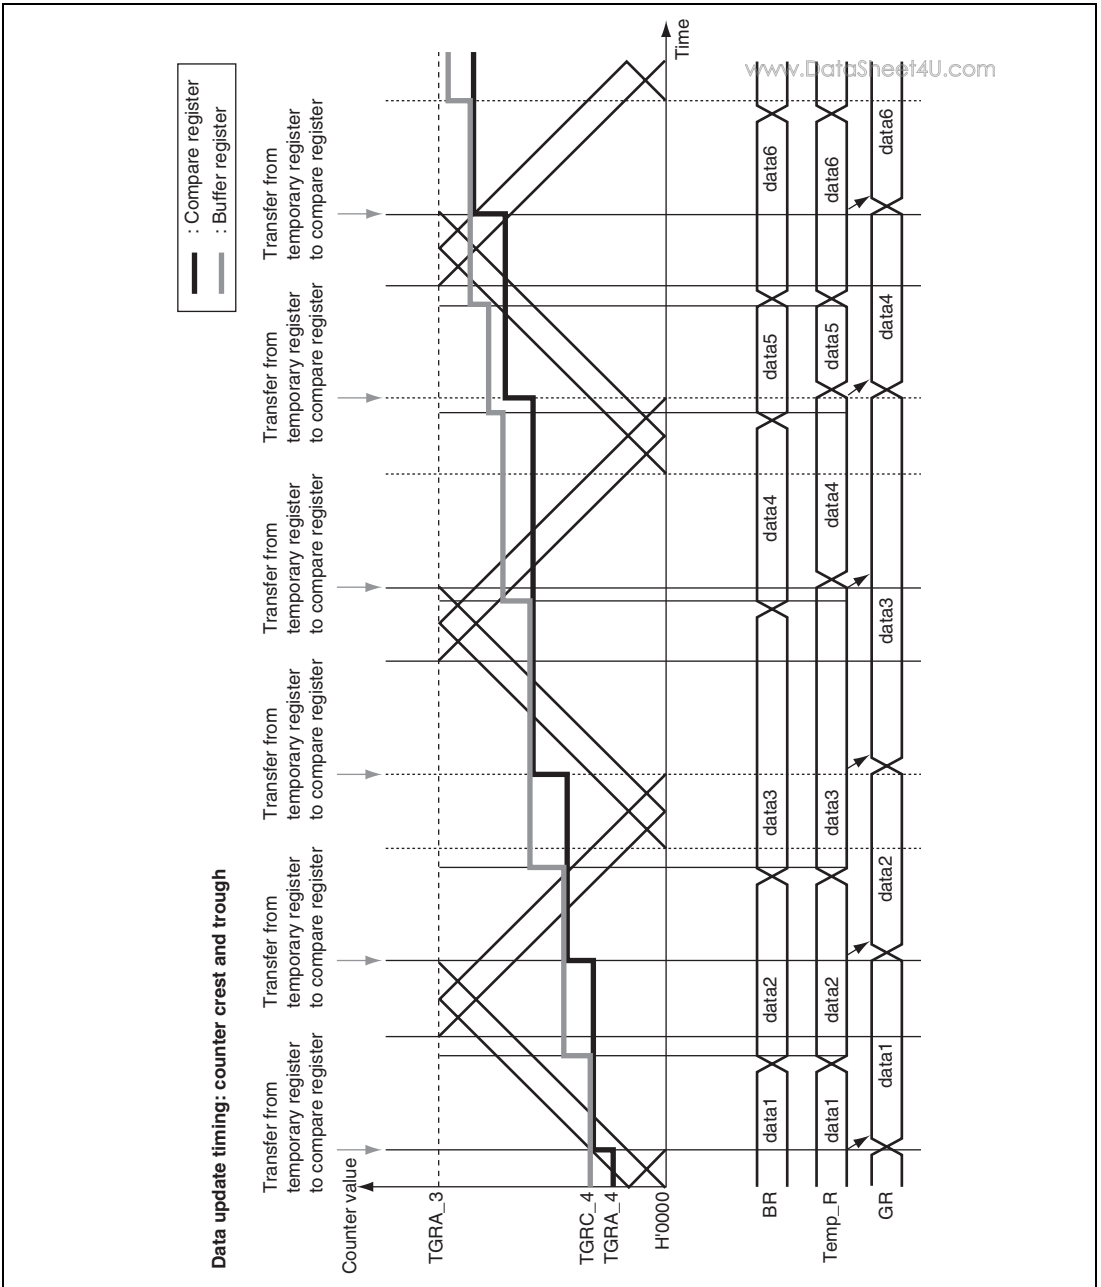 Data update timing: counter crest and trough
: Compare register
: Buffer register
Transfer from
temporary register
to compare register
Transfer from
temporary register
to compare register
Transfer from
temporary register
to compare register
Transfer from
temporary register
to compare register
Transfer from
temporary register
to compare register
Transfer from
temporary register
to compare register
Counter value
TGRA_3
TGRC_4
TGRA_4
H'0000
Time
www.DataSheet4U.com
BR
data1
data2
data3
data4
data5
data6
Temp_R
data1
data2
data3
data4
data5
data6
GR
data1
data2
data3
data4
data6